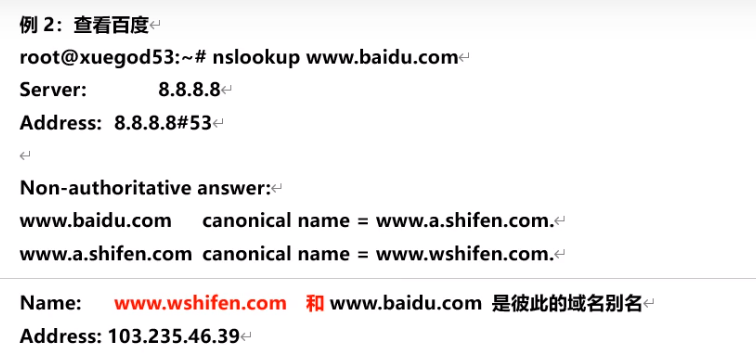 例 2：查看百度
root@xuegod53:~# nslookup www.baidu.com
Server: 8.8.8.8
Address: 8.8.8.8#53
Non-authoritative answer:
www.baidu.com canonical name = www.a.shifen.com.
www.a.shifen.com canonical name = www.wshifen.com.
Name: www.wshifen.com 和 www.baidu.com 是彼此的域名别名
Address: 103.235.46.39